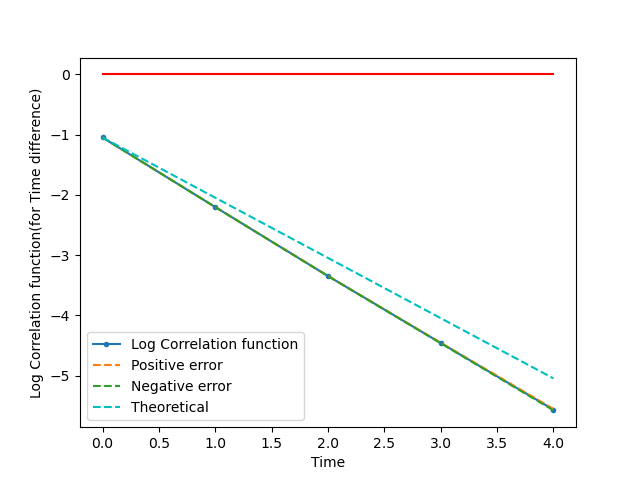 0
−1
−2
−3
−4
−5
Log Correlation function(for Time difference)
Log Correlation function
Positive error
Negative error
Theoretical
0.0 0.5 1.0 1.5 2.0 2.5 3.0 3.5 4.0
Time